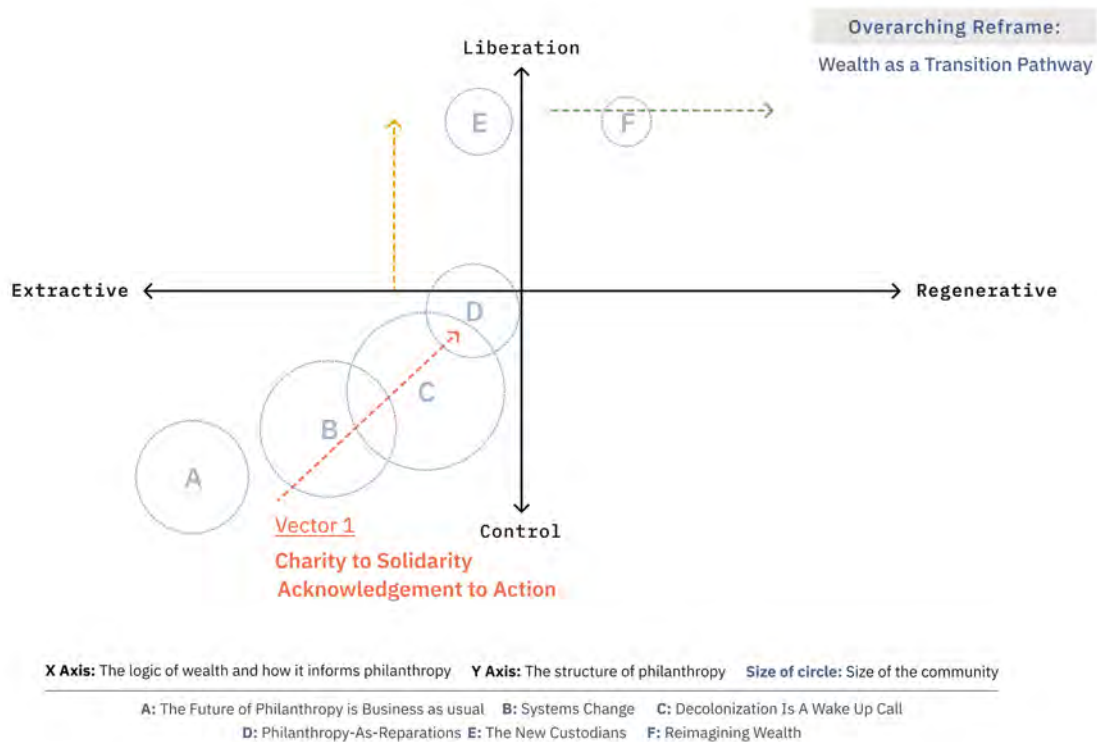 Overarching Reframe:
Wealth as a Transition Pathway
Liberation
E
F
Extractive
Regenerative
D
C
B
A
Vector 1
Control
Charity to Solidarity
Acknowledgement to Action
X Axis: The logic of wealth and how it informs philanthropy Y Axis: The structure of philanthropy Size of circle: Size of the community
A: The Future of Philanthropy is Business as usual B: Systems Change C: Decolonization Is A Wake Up Call
D: Philanthropy-As-Reparations E: The New Custodians F: Reimagining Wealth